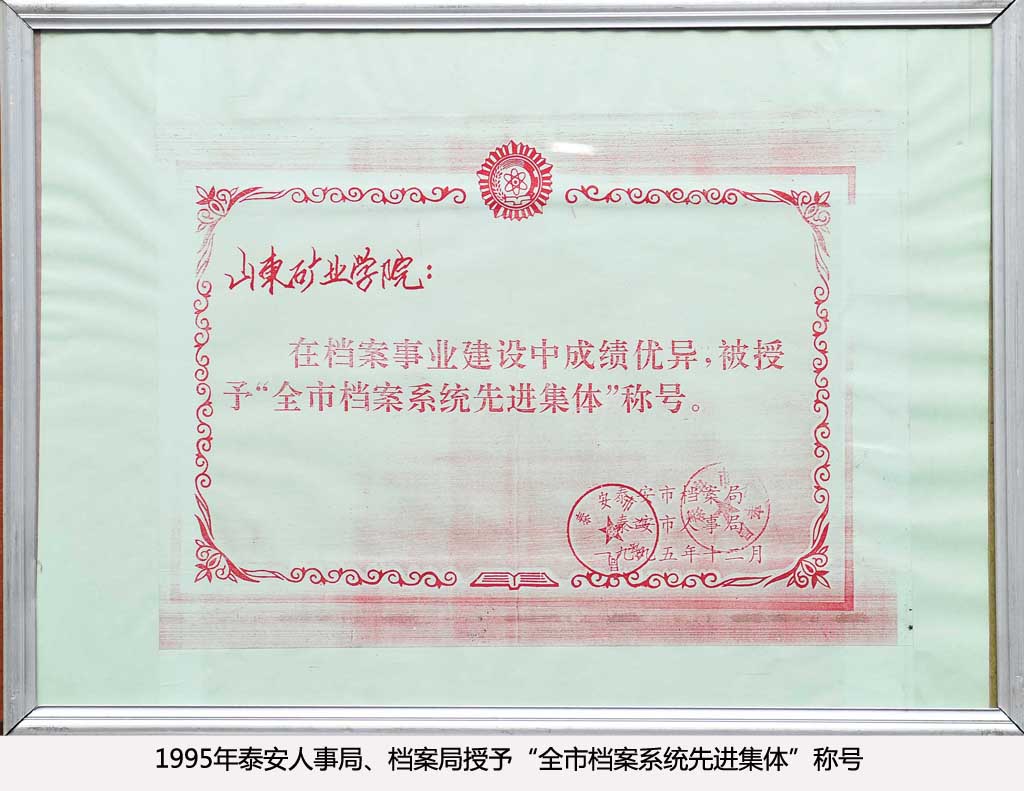 山東矿业学院：
在档案事业建设中成绩优异，被授
予“全市档案系统先进集体”称号。
泰安市档案局
泰安市人事局
一九九五年十二月
1995年泰安人事局、档案局授予“全市档案系统先进集体”称号